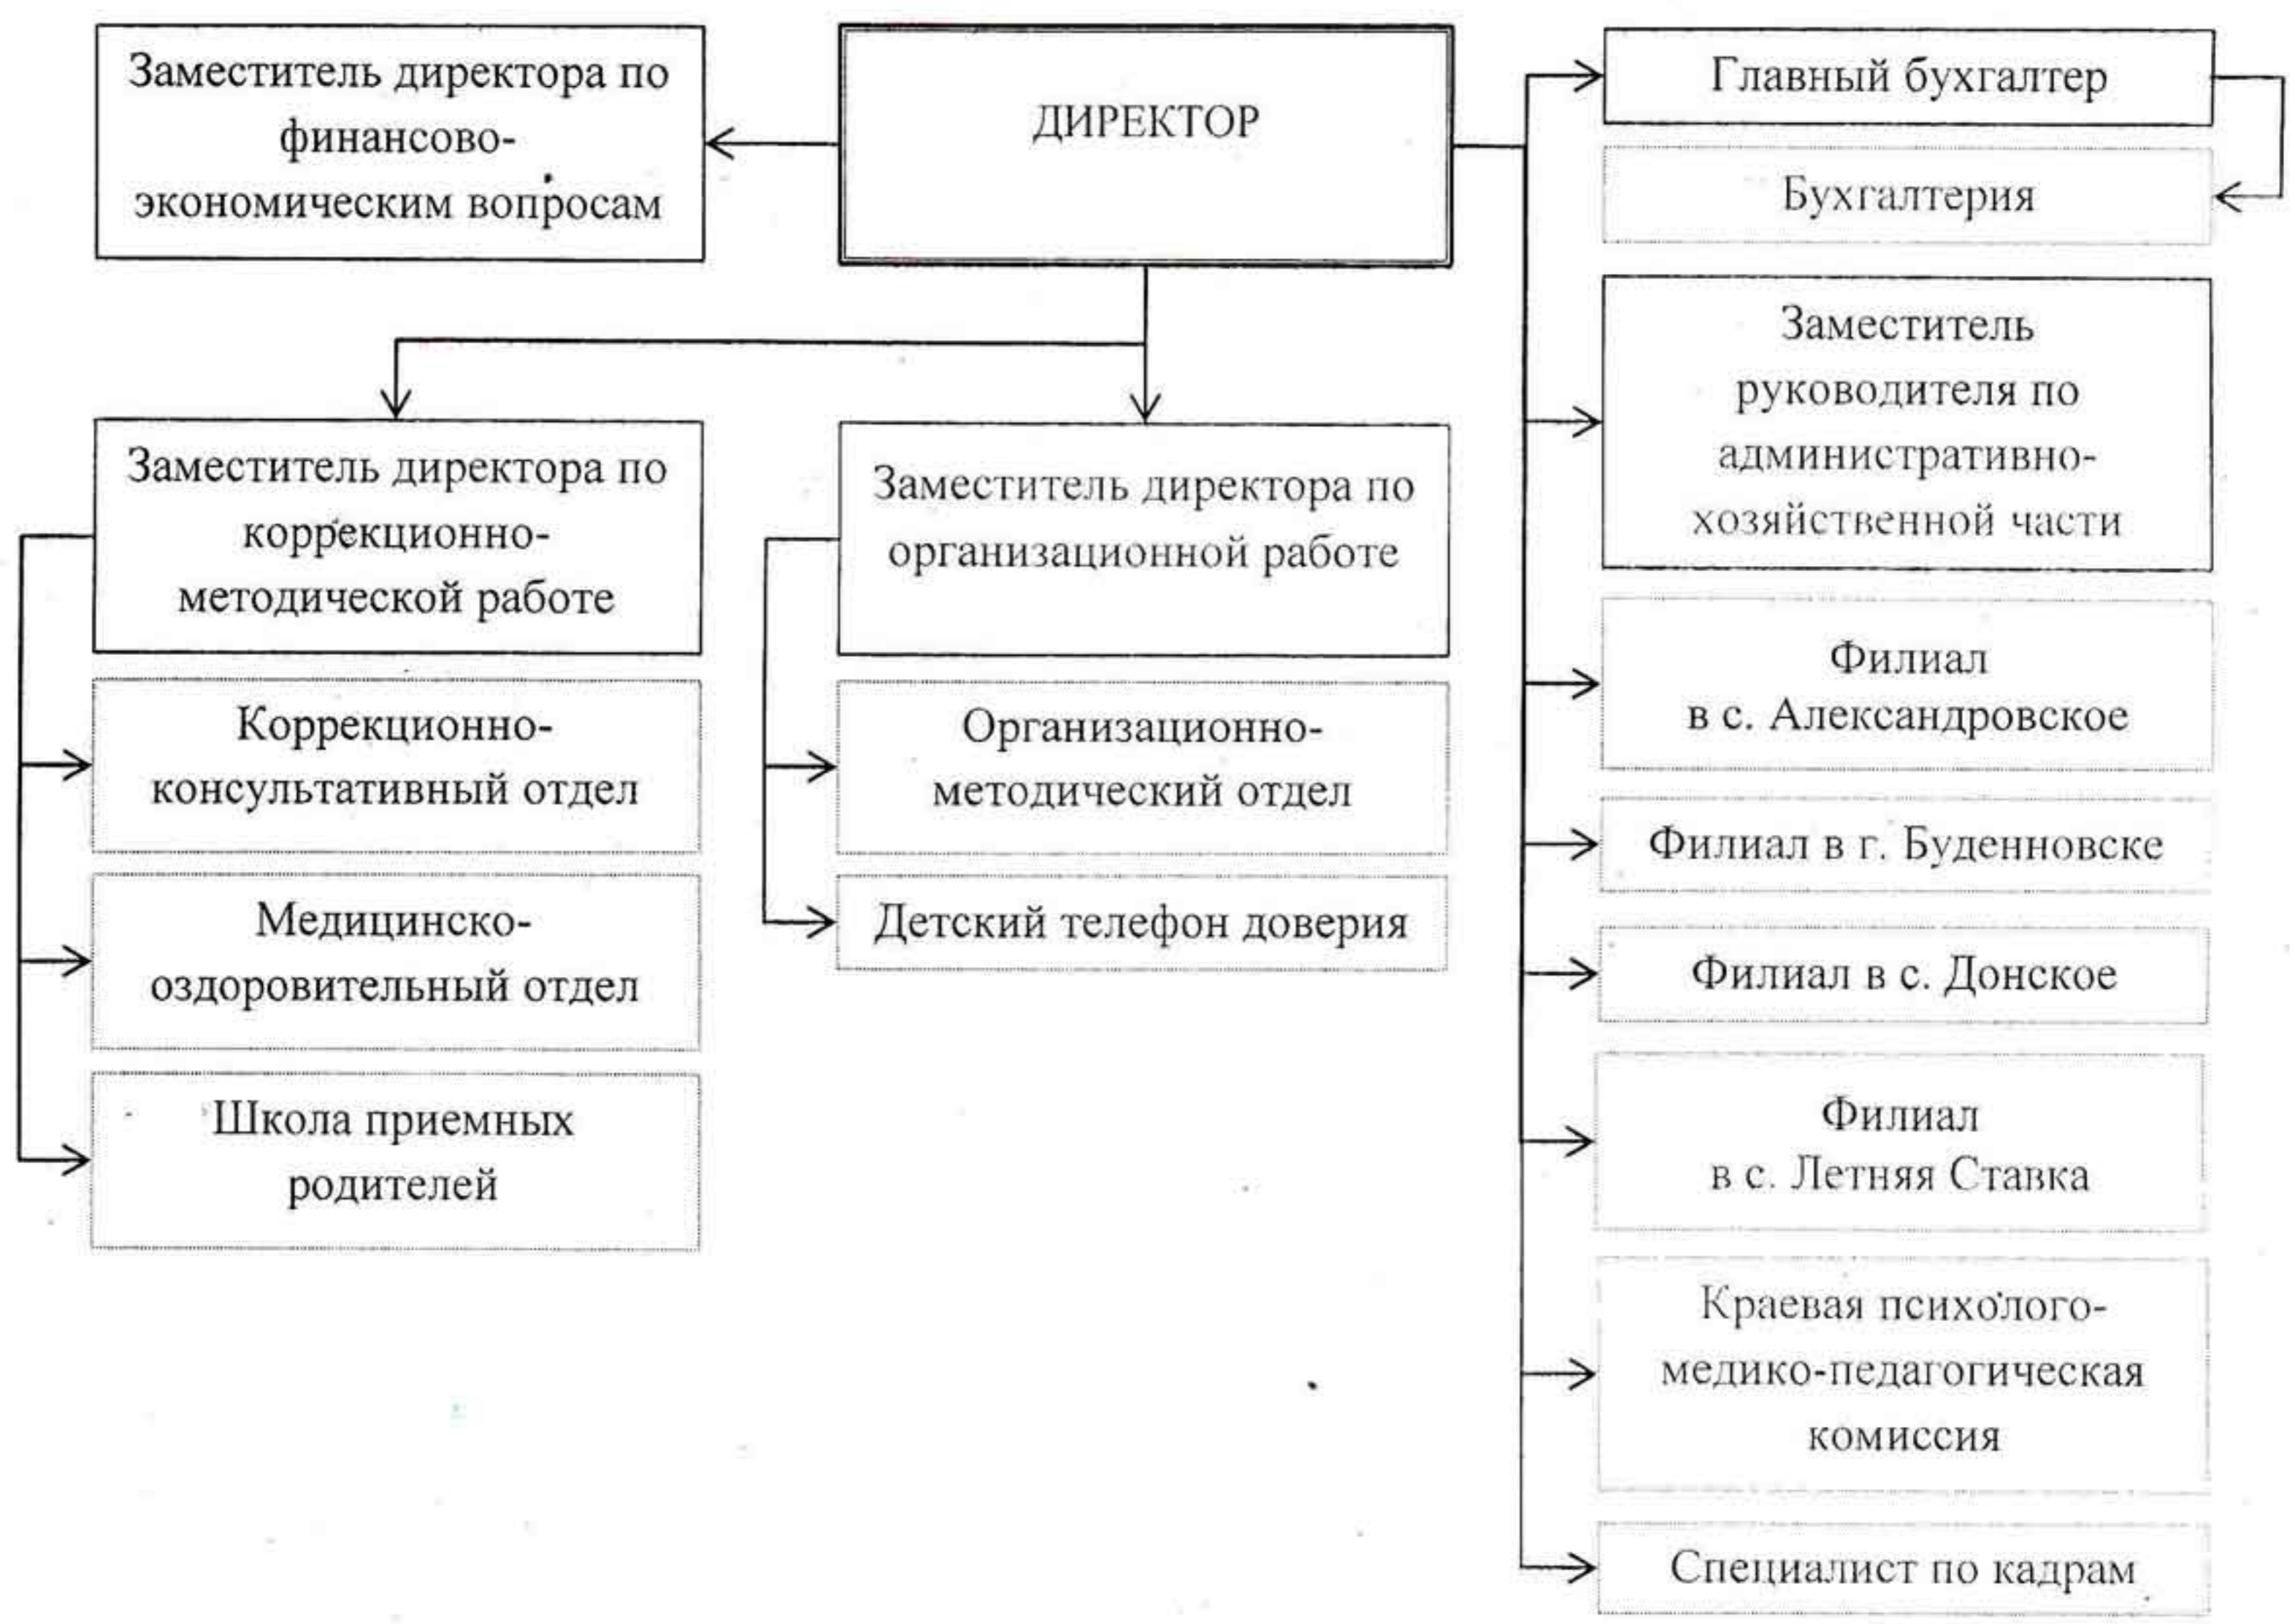 Заместитель директора по
финансово-
экономическим вопросам
ДИРЕКТОР
Главный бухгалтер
Бухгалтерия
Заместитель
руководителя по
административно-
хозяйственной части
Заместитель директора по
коррекционно-
методической работе
Заместитель директора по
организационной работе
Коррекционно-
консультативный отдел
Медицинско-
оздоровительный отдел
Школа приемных
родителей
Организационно-
методический отдел
Детский телефон доверия
Филиал
в с. Александровское
Филиал в г. Буденновске
Филиал в с. Донское
Филиал
в с. Летняя Ставка
Краевая психолого-
медико-педагогическая
комиссия
Специалист по кадрам